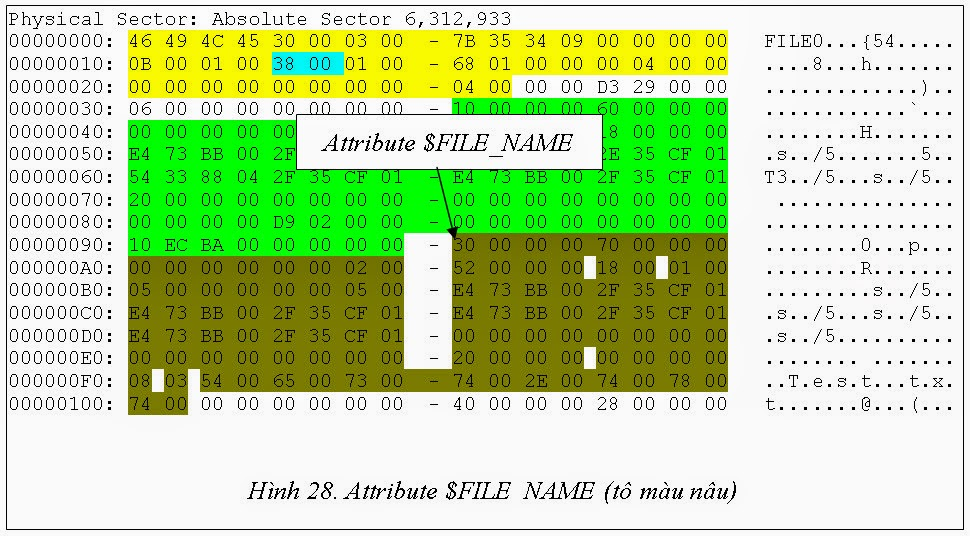 Physical Sector: Absolute Sector 6,312,933
00000000: 46 49 4C 45 30 00 03 00 - 7B 35 34 09 00 00 00 00 FILE0...{54.....
00000010: 0B 00 01 00 38 00 01 00 - 68 01 00 00 00 04 00 00 ....8...h.......
00000020: 00 00 00 00 00 00 00 00 - 04 00 00 00 D3 29 00 00 .............)..
00000030: 06 00 00 00 00 00 00 00 - 10 00 00 00 60 00 00 00 ............`...
00000040: 00 00 00 00 00 18 00 00 00 ........H.......
00000050: E4 73 BB 00 2F 2E 35 CF 01 .s../5.......5..
Attribute $FILE_NAME
00000060: 54 33 88 04 2F 35 CF 01 - E4 73 BB 00 2F 35 CF 01 T3../5...s../5..
00000070: 20 00 00 00 00 00 00 00 - 00 00 00 00 00 00 00 00 ...............
00000080: 00 00 00 00 D9 02 00 00 - 00 00 00 00 00 00 00 00 ................
00000090: 10 EC BA 00 00 00 00 00 - 30 00 00 00 70 00 00 00 ........0...p...
000000A0: 00 00 00 00 00 00 02 00 - 52 00 00 00 18 00 01 00 ........R.......
000000B0: 05 00 00 00 00 00 05 00 - E4 73 BB 00 2F 35 CF 01 .........s../5..
000000C0: E4 73 BB 00 2F 35 CF 01 - E4 73 BB 00 2F 35 CF 01 .s../5...s../5..
000000D0: E4 73 BB 00 2F 35 CF 01 - 00 00 00 00 00 00 00 00 .s../5..........
000000E0: 00 00 00 00 00 00 00 00 - 20 00 00 00 00 00 00 00 ........ .......
000000F0: 08 03 54 00 65 00 73 00 - 74 00 2E 00 74 00 78 00 ..T.e.s.t...t.x.
00000100: 74 00 00 00 00 00 00 00 - 40 00 00 00 28 00 00 00 t.......@...(...
Hình 28. Attribute $FILE_NAME (tô màu nâu)